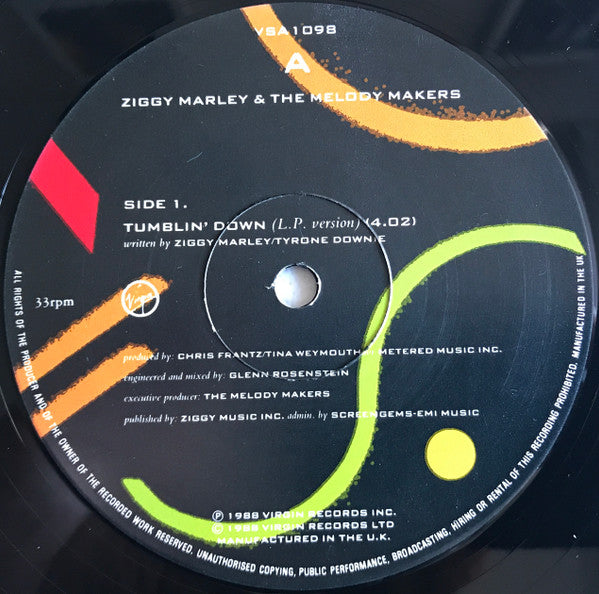 VSA1098
A
ZIGGY MARLEY & THE MELODY MAKERS
SIDE 1.
TUMBLIN' DOWN (L.P. version) (4.02)
written by ZIGGY MARLEY/TYRONE DOWNIE
33rpm
Virgin
produced by: CHRIS FRANTZ/TINA WEYMOUTH METERED MUSIC INC.
engineered and mixed by: GLENN ROSENSTEIN
executive producer: THE MELODY MAKERS
published by: ZIGGY MUSIC INC. admin. by SCREENGEMS-EMI MUSIC
℗ 1988 VIRGIN RECORDS INC.
© 1988 VIRGIN RECORDS LTD
MANUFACTURED IN THE U.K.
ALL RIGHTS OF THE PRODUCER AND OF THE OWNER OF THE RECORDED WORK RESERVED. UNAUTHORISED COPYING, PUBLIC PERFORMANCE, BROADCASTING, HIRING OR RENTAL OF THIS RECORDING PROHIBITED. MANUFACTURED IN THE UK